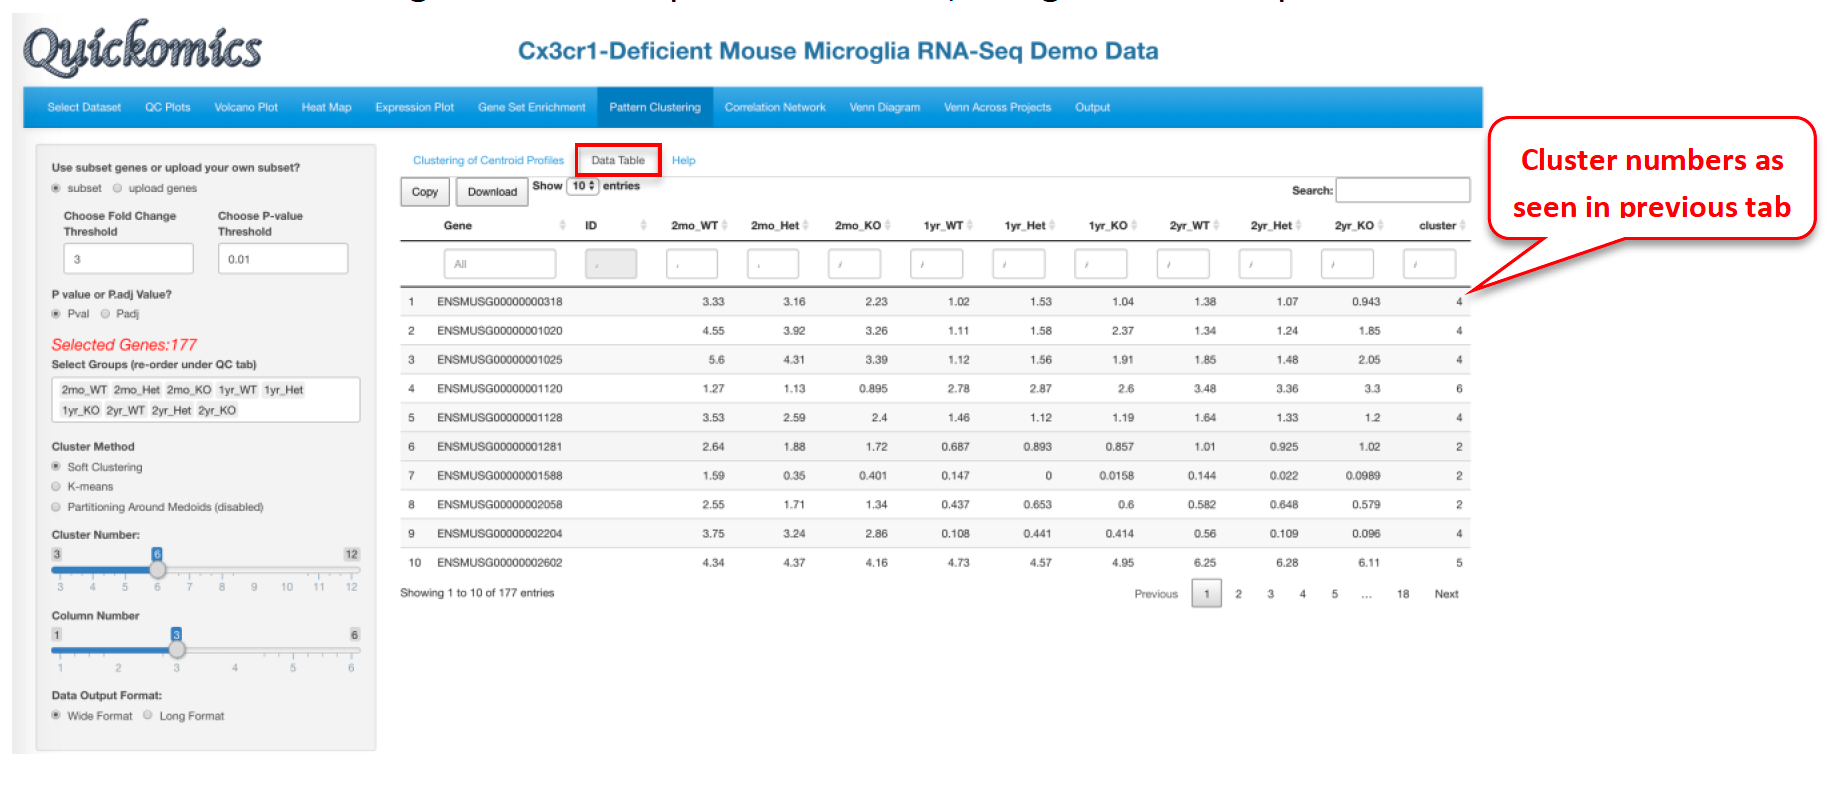 Quickomics
Cx3cr1-Deficient Mouse Microglia RNA-Seq Demo Data
Select Dataset QC Plots Volcano Plot Heat Map Expression Plot Gene Set Enrichment Pattern Clustering Correlation Network Venn Diagram Venn Across Projects Output
Use subset genes or upload your own subset?
subset upload genes
Choose Fold Change Threshold
Choose P-value Threshold
3 0.01
P value or P.adj Value?
Pval Padj
Selected Genes:177
Select Groups (re-order under QC tab)
2mo_WT 2mo_Het 2mo_KO 1yr_WT 1yr_Het
1yr_KO 2yr_WT 2yr_Het 2yr_KO
Cluster Method
Soft Clustering
K-means
Partitioning Around Medoids (disabled)
Cluster Number:
3 6 12
3 4 5 6 7 8 9 10 11 12
Column Number
1 3 6
1 2 3 4 5 6
Data Output Format:
Wide Format Long Format
Clustering of Centroid Profiles Data Table Help
Copy Download Show 10 entries Search:
Gene ID 2mo_WT 2mo_Het 2mo_KO 1yr_WT 1yr_Het 1yr_KO 2yr_WT 2yr_Het 2yr_KO cluster
All
1 ENSMUSG00000000318 3.33 3.16 2.23 1.02 1.53 1.04 1.38 1.07 0.943 4
2 ENSMUSG00000001020 4.55 3.92 3.26 1.11 1.58 2.37 1.34 1.24 1.85 4
3 ENSMUSG00000001025 5.6 4.31 3.39 1.12 1.56 1.91 1.85 1.48 2.05 4
4 ENSMUSG00000001120 1.27 1.13 0.895 2.78 2.87 2.6 3.48 3.36 3.3 6
5 ENSMUSG00000001128 3.53 2.59 2.4 1.46 1.12 1.19 1.64 1.33 1.2 4
6 ENSMUSG00000001281 2.64 1.88 1.72 0.687 0.893 0.857 1.01 0.925 1.02 2
7 ENSMUSG00000001588 1.59 0.35 0.401 0.147 0 0.0158 0.144 0.022 0.0989 2
8 ENSMUSG00000002058 2.55 1.71 1.34 0.437 0.653 0.6 0.582 0.648 0.579 2
9 ENSMUSG00000002204 3.75 3.24 2.86 0.108 0.441 0.414 0.56 0.109 0.096 4
10 ENSMUSG00000002602 4.34 4.37 4.16 4.73 4.57 4.95 6.25 6.28 6.11 5
Showing 1 to 10 of 177 entries
Previous 1 2 3 4 5 ... 18 Next
Cluster numbers as
seen in previous tab